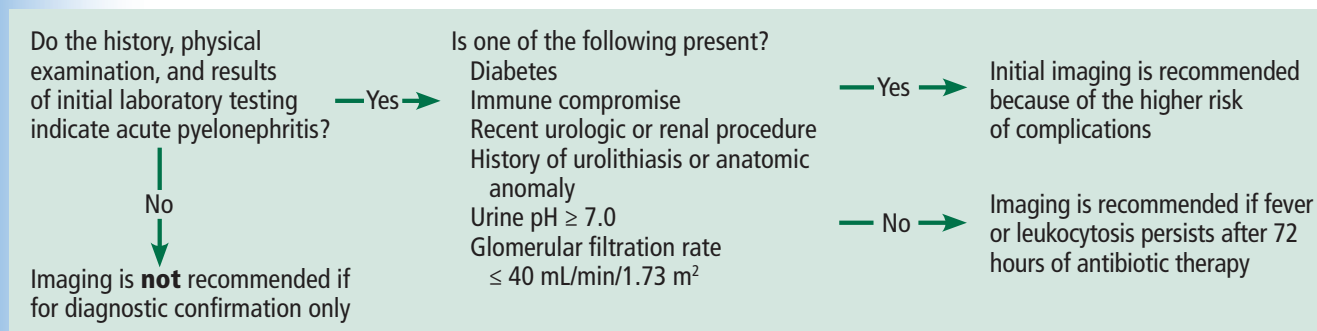 Do the history, physical
examination, and results
of initial laboratory testing
indicate acute pyelonephritis?
Yes
No
Imaging is not recommended if
for diagnostic confirmation only
Is one of the following present?
Diabetes
Immune compromise
Recent urologic or renal procedure
History of urolithiasis or anatomic
anomaly
Urine pH ≥ 7.0
Glomerular filtration rate
≤ 40 mL/min/1.73 m²
Yes
Initial imaging is recommended
because of the higher risk
of complications
No
Imaging is recommended if fever
or leukocytosis persists after 72
hours of antibiotic therapy